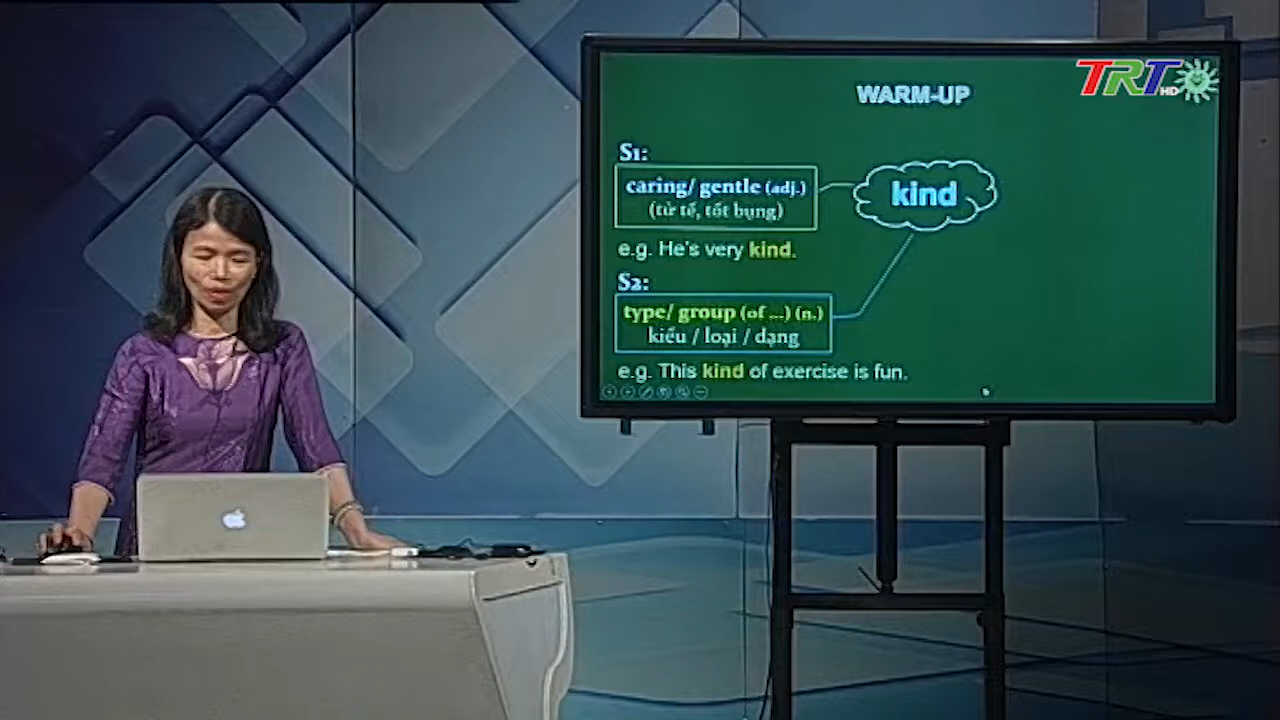 TRT HD
WARM-UP
S1:
caring/ gentle (adj.)
(tử tế, tốt bụng)
kind
e.g. He's very kind.
S2:
type/ group (of ...) (n.)
kiểu / loại / dạng
e.g. This kind of exercise is fun.